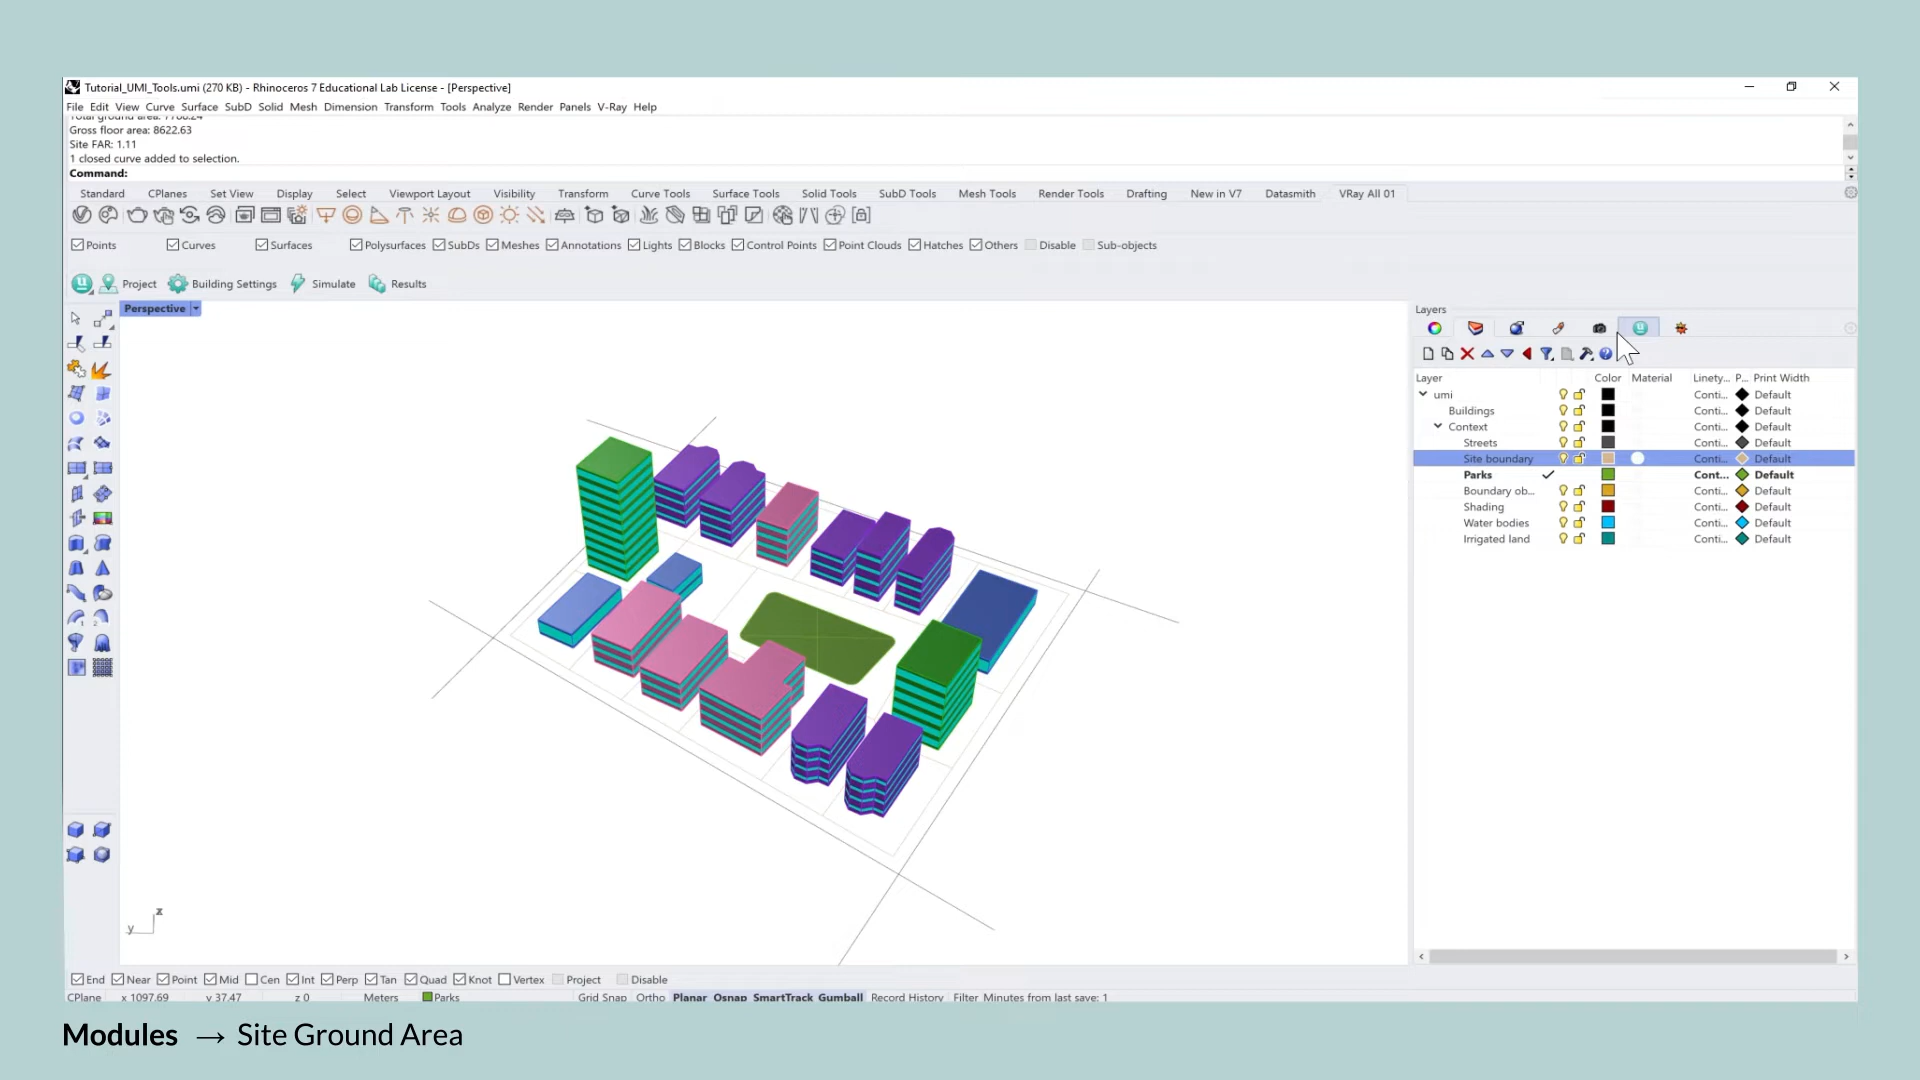 Tutorial_UMI_Tools.umi (270 KB) - Rhinoceros 7 Educational Lab License - [Perspective]
File Edit View Curve Surface SubD Solid Mesh Dimension Transform Tools Analyze Render Panels V-Ray Help
Total ground area: 7768.24
Gross floor area: 8622.63
Site FAR: 1.11
1 closed curve added to selection.
Command:
Standard CPlanes Set View Display Select Viewport Layout Visibility Transform Curve Tools Surface Tools Solid Tools SubD Tools Mesh Tools Render Tools Drafting New in V7 Datasmith VRay All 01
Points Curves Surfaces Polysurfaces SubDs Meshes Annotations Lights Blocks Control Points Point Clouds Hatches Others Disable Sub-objects
Project Building Settings Simulate Results
Perspective
Layers
Layer Color Material Linety... P... Print Width
umi Conti... Default
Buildings Conti... Default
Context Conti... Default
Streets Conti... Default
Site boundary Conti... Default
Parks Cont... Default
Boundary ob... Conti... Default
Shading Conti... Default
Water bodies Conti... Default
Irrigated land Conti... Default
z
y
End Near Point Mid Cen Int Perp Tan Quad Knot Vertex Project Disable
CPlane x 1097.69 y 37.47 z 0 Meters Parks Grid Snap Ortho Planar Osnap SmartTrack Gumball Record History Filter Minutes from last save: 1
Modules → Site Ground Area